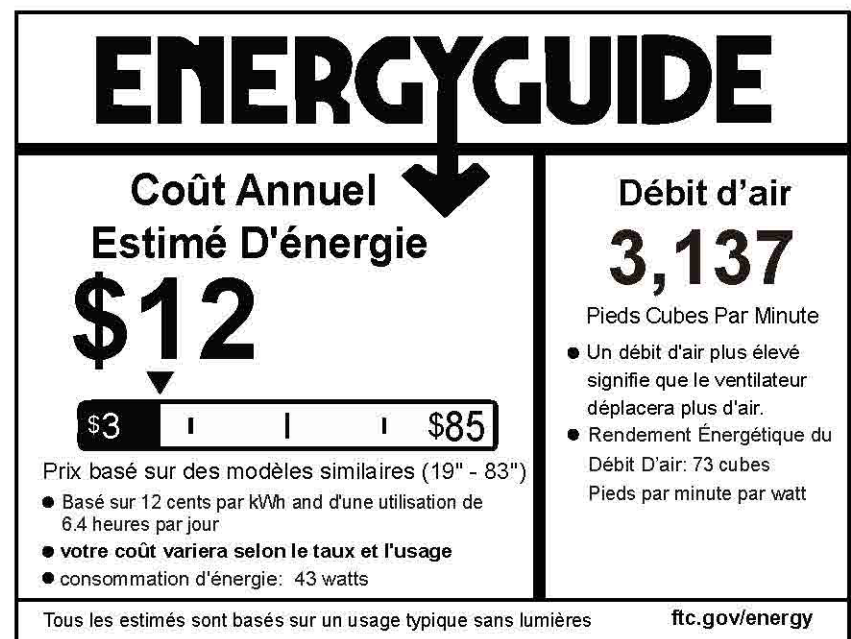 ENERGYGUIDE
Coût Annuel
Estimé D'énergie
$12
$3
$85
Prix basé sur des modèles similaires (19" - 83")
● Basé sur 12 cents par kWh and d'une utilisation de
6.4 heures par jour
● votre coût variera selon le taux et l'usage
● consommation d'énergie: 43 watts
Débit d'air
3,137
Pieds Cubes Par Minute
● Un débit d'air plus élevé
signifie que le ventilateur
déplacera plus d'air.
● Rendement Énergétique du
Débit D'air: 73 cubes
Pieds par minute par watt
Tous les estimés sont basés sur un usage typique sans lumières
ftc.gov/energy